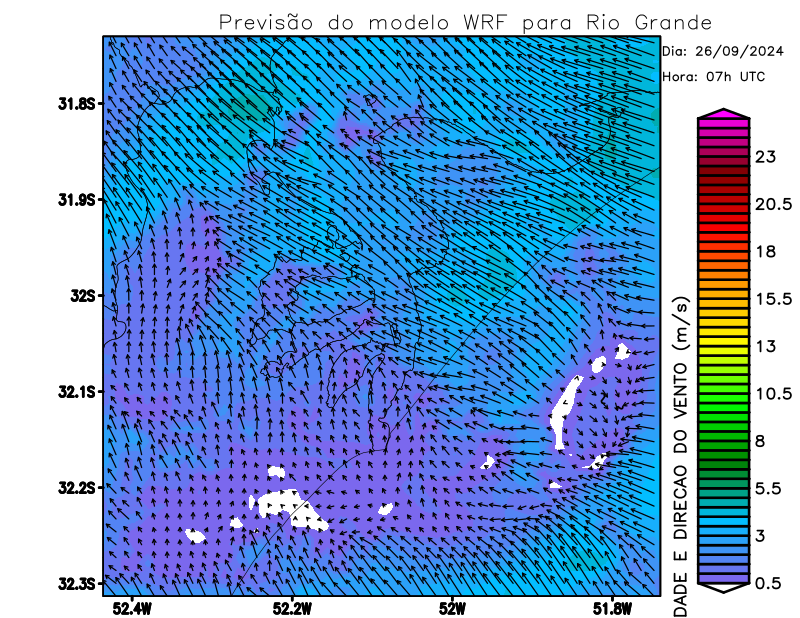 Previsão do modelo WRF para Rio Grande
Dia: 26/09/2024
Hora: 07h UTC
31.8S
31.9S
32S
32.1S
32.2S
32.3S
52.4W
52.2W
52W
51.8W
23
20.5
18
15.5
13
10.5
8
5.5
3
0.5
DADE E DIRECAO DO VENTO (m/s)